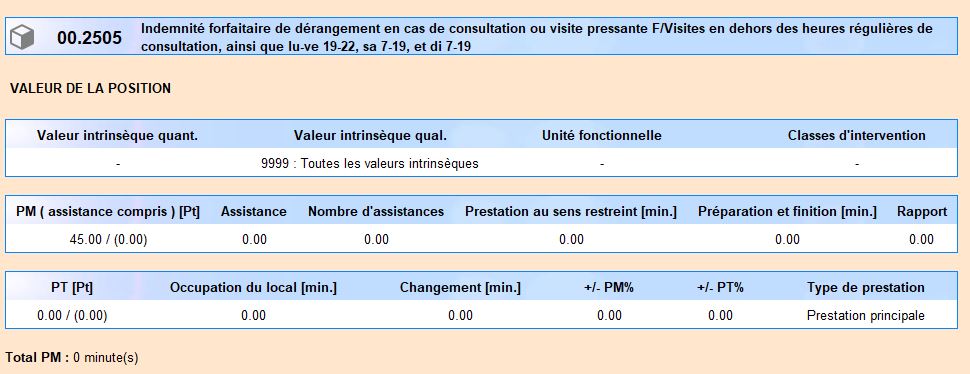 00.2505 Indemnité forfaitaire de dérangement en cas de consultation ou visite pressante F/Visites en dehors des heures régulières de
consultation, ainsi que lu-ve 19-22, sa 7-19, et di 7-19
VALEUR DE LA POSITION
Valeur intrinsèque quant. Valeur intrinsèque qual. Unité fonctionnelle Classes d'intervention
- 9999 : Toutes les valeurs intrinsèques - -
PM ( assistance compris ) [Pt] Assistance Nombre d'assistances Prestation au sens restreint [min.] Préparation et finition [min.] Rapport
45.00 / (0.00) 0.00 0.00 0.00 0.00 0.00
PT [Pt] Occupation du local [min.] Changement [min.] +/- PM% +/- PT% Type de prestation
0.00 / (0.00) 0.00 0.00 0.00 0.00 Prestation principale
Total PM : 0 minute(s)